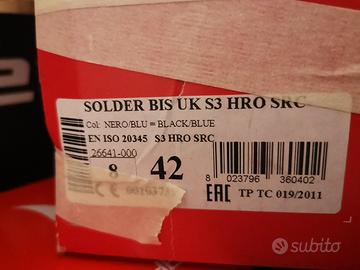 SOLDER BIS UK S3 HRO SRC
Col: NERO/BLU = BLACK/BLUE
EN ISO 20345 S3 HRO SRC
26641-000
8 42
8 023796 360402
CE
EAC TP TC 019/2011
subito